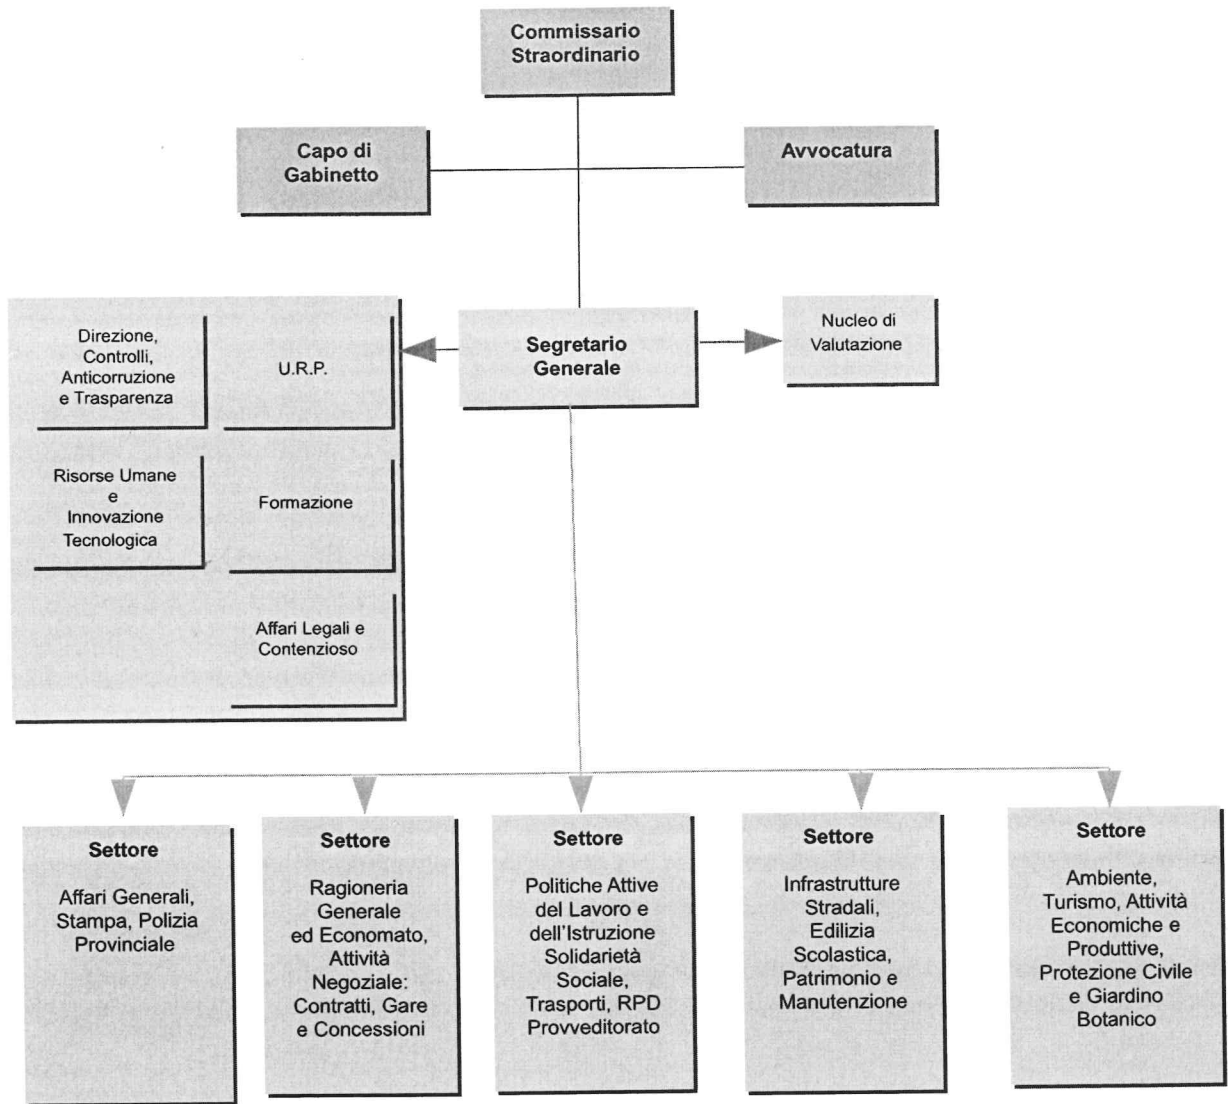 Commissario
Straordinario
Capo di
Gabinetto
Avvocatura
Direzione,
Controlli,
Anticorruzione
e Trasparenza
U.R.P.
Segretario
Generale
Nucleo di
Valutazione
Risorse Umane
e
Innovazione
Tecnologica
Formazione
Affari Legali e
Contenzioso
Settore
Affari Generali,
Stampa, Polizia
Provinciale
Settore
Ragioneria
Generale
ed Economato,
Attività
Negoziale:
Contratti, Gare
e Concessioni
Settore
Politiche Attive
del Lavoro e
dell'Istruzione
Solidarietà
Sociale,
Trasporti, RPD
Provveditorato
Settore
Infrastrutture
Stradali,
Edilizia
Scolastica,
Patrimonio e
Manutenzione
Settore
Ambiente,
Turismo, Attività
Economiche e
Produttive,
Protezione Civile
e Giardino
Botanico